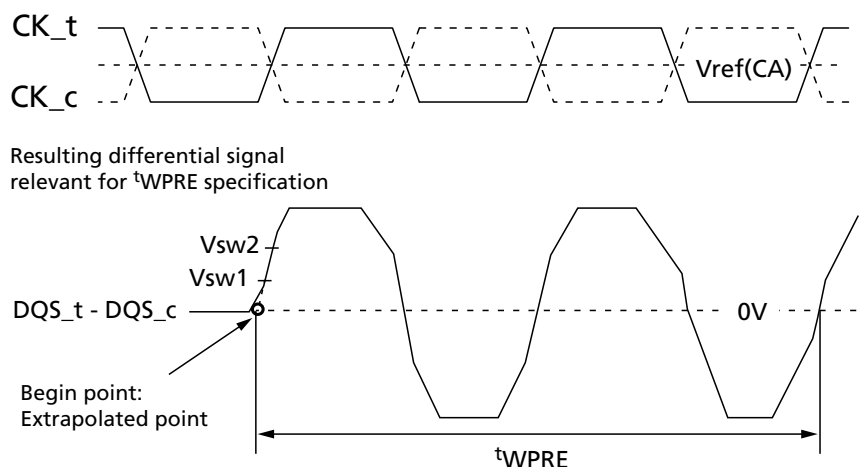 CK_t
Vref(CA)
CK_c
Resulting differential signal
relevant for tWPRE specification
Vsw2
Vsw1
DQS_t - DQS_c
0V
Begin point:
Extrapolated point
tWPRE